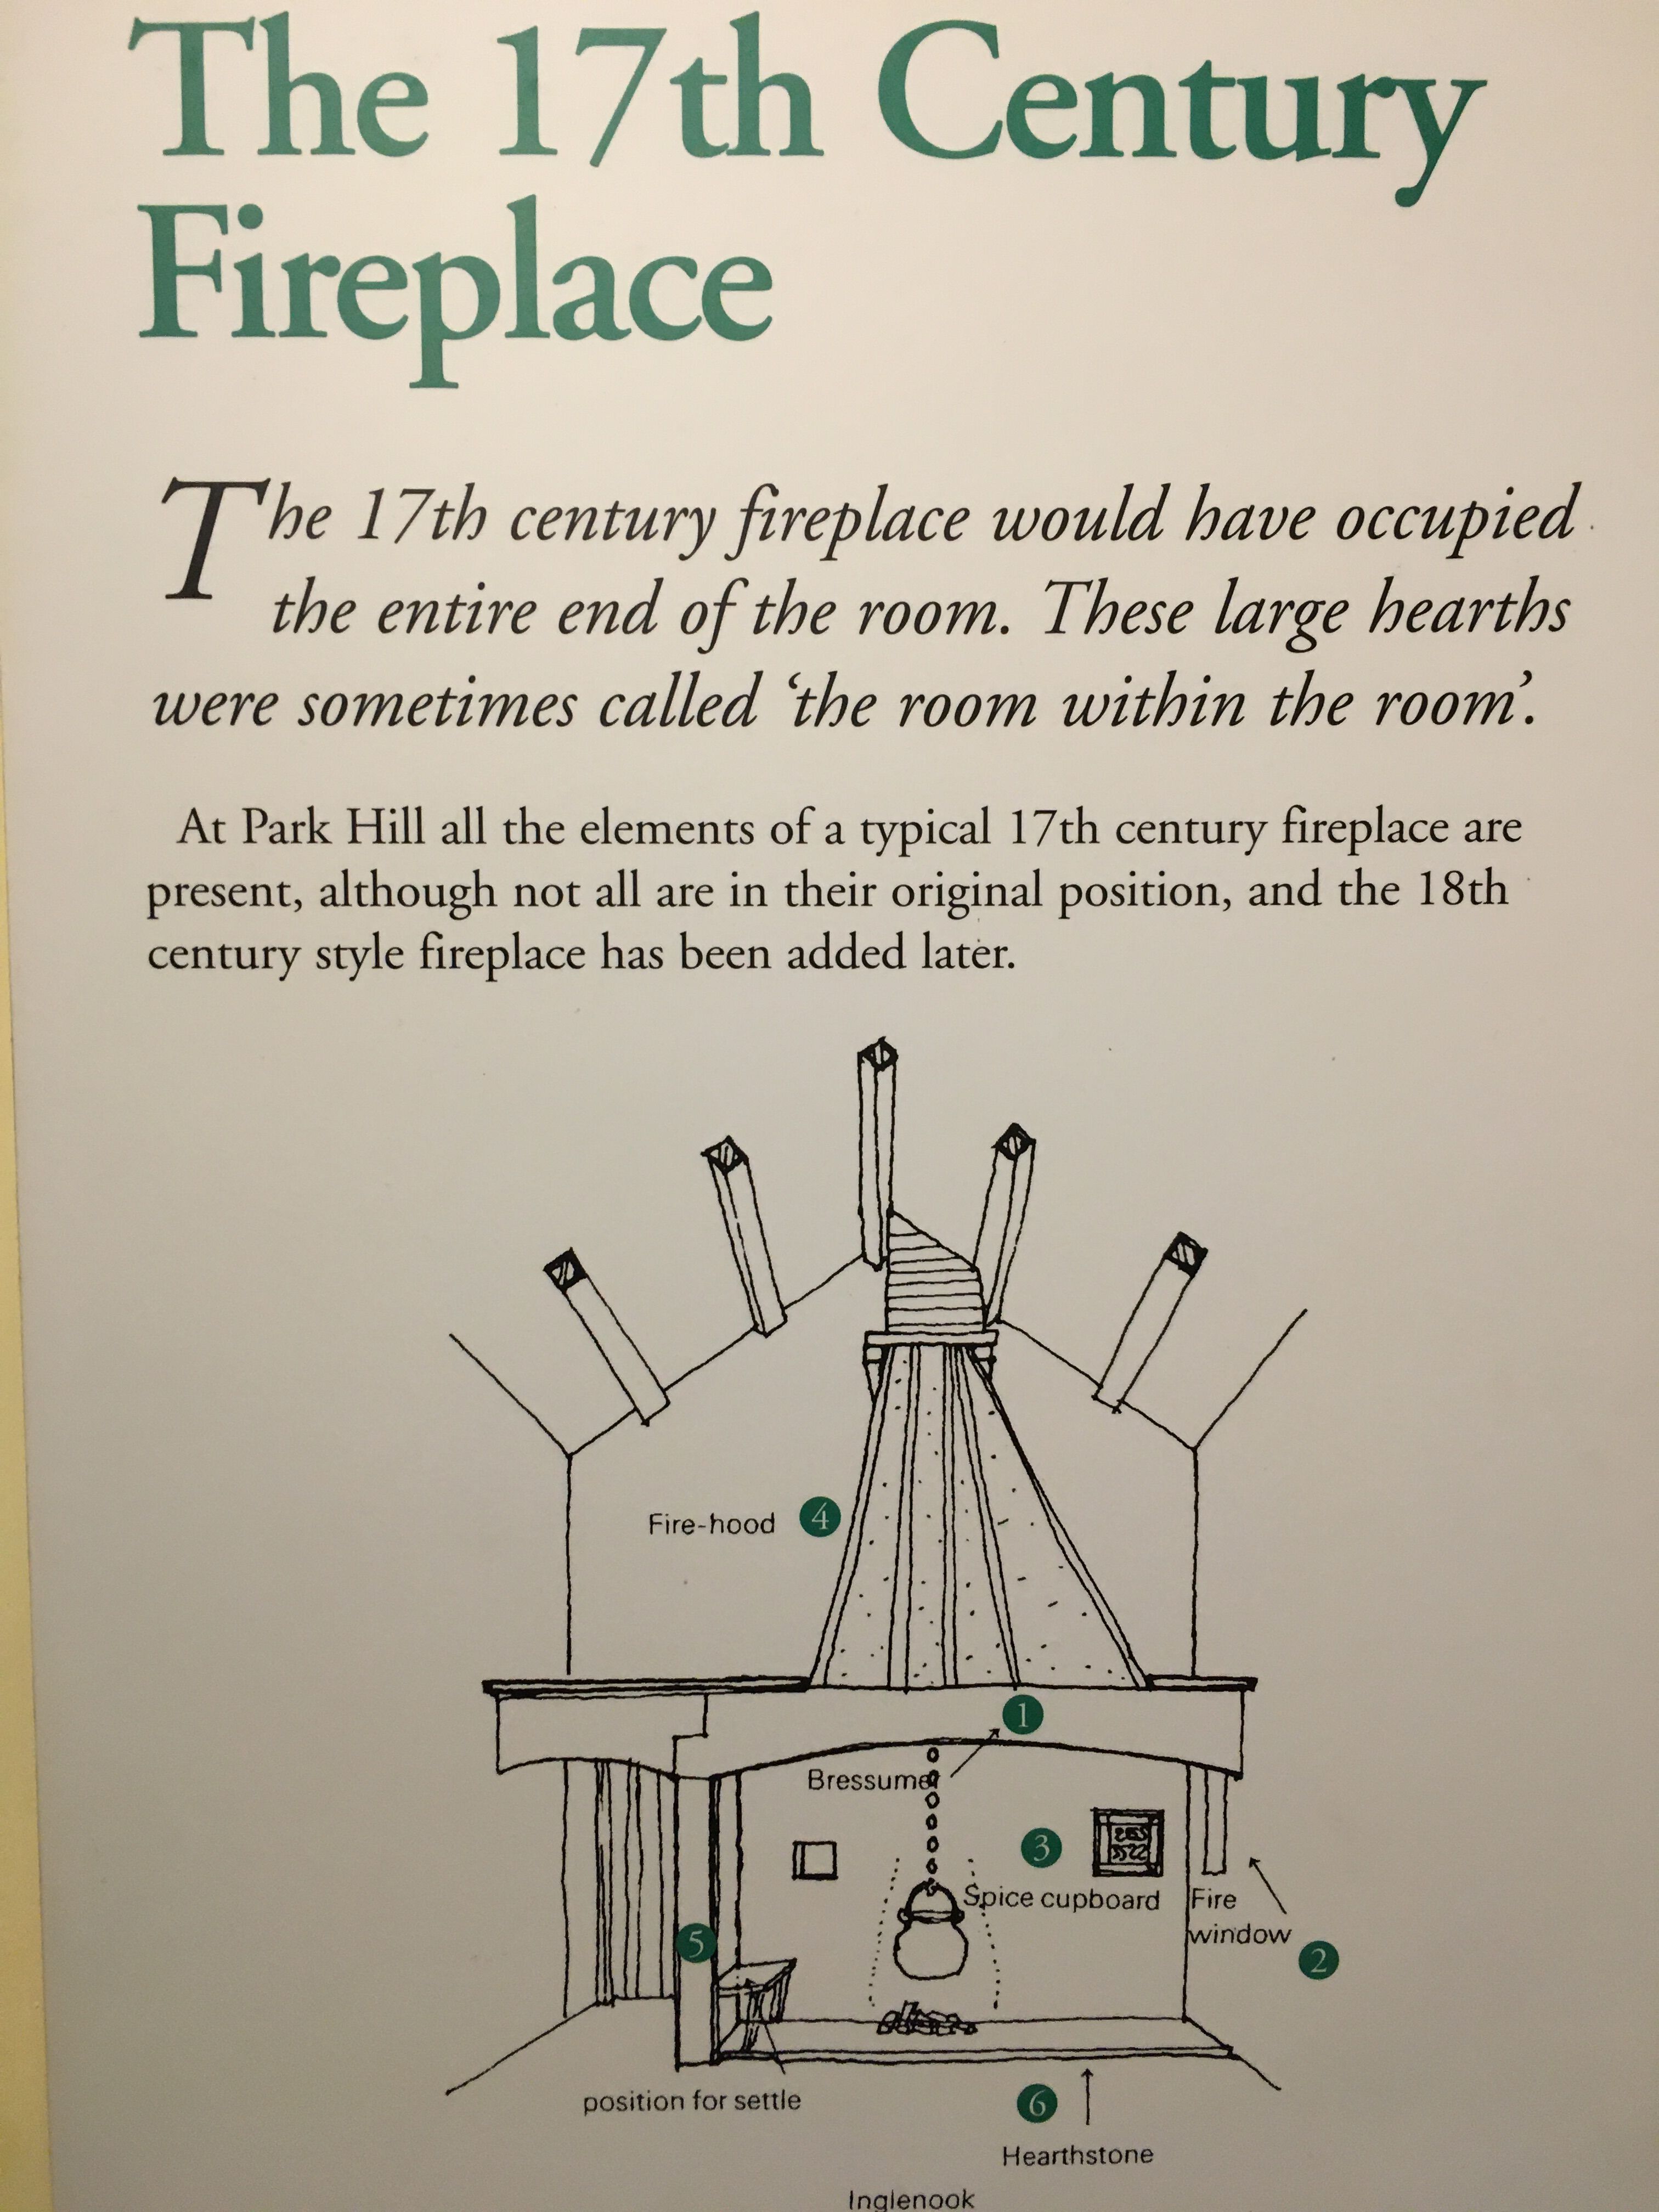 The 17th Century
Fireplace
The 17th century fireplace would have occupied
the entire end of the room. These large hearths
were sometimes called ‘the room within the room’.
At Park Hill all the elements of a typical 17th century fireplace are
present, although not all are in their original position, and the 18th
century style fireplace has been added later.
Fire-hood 4
1
Bressumer
3
Spice cupboard
Fire
window
2
5
position for settle
6
Hearthstone
Inglenook